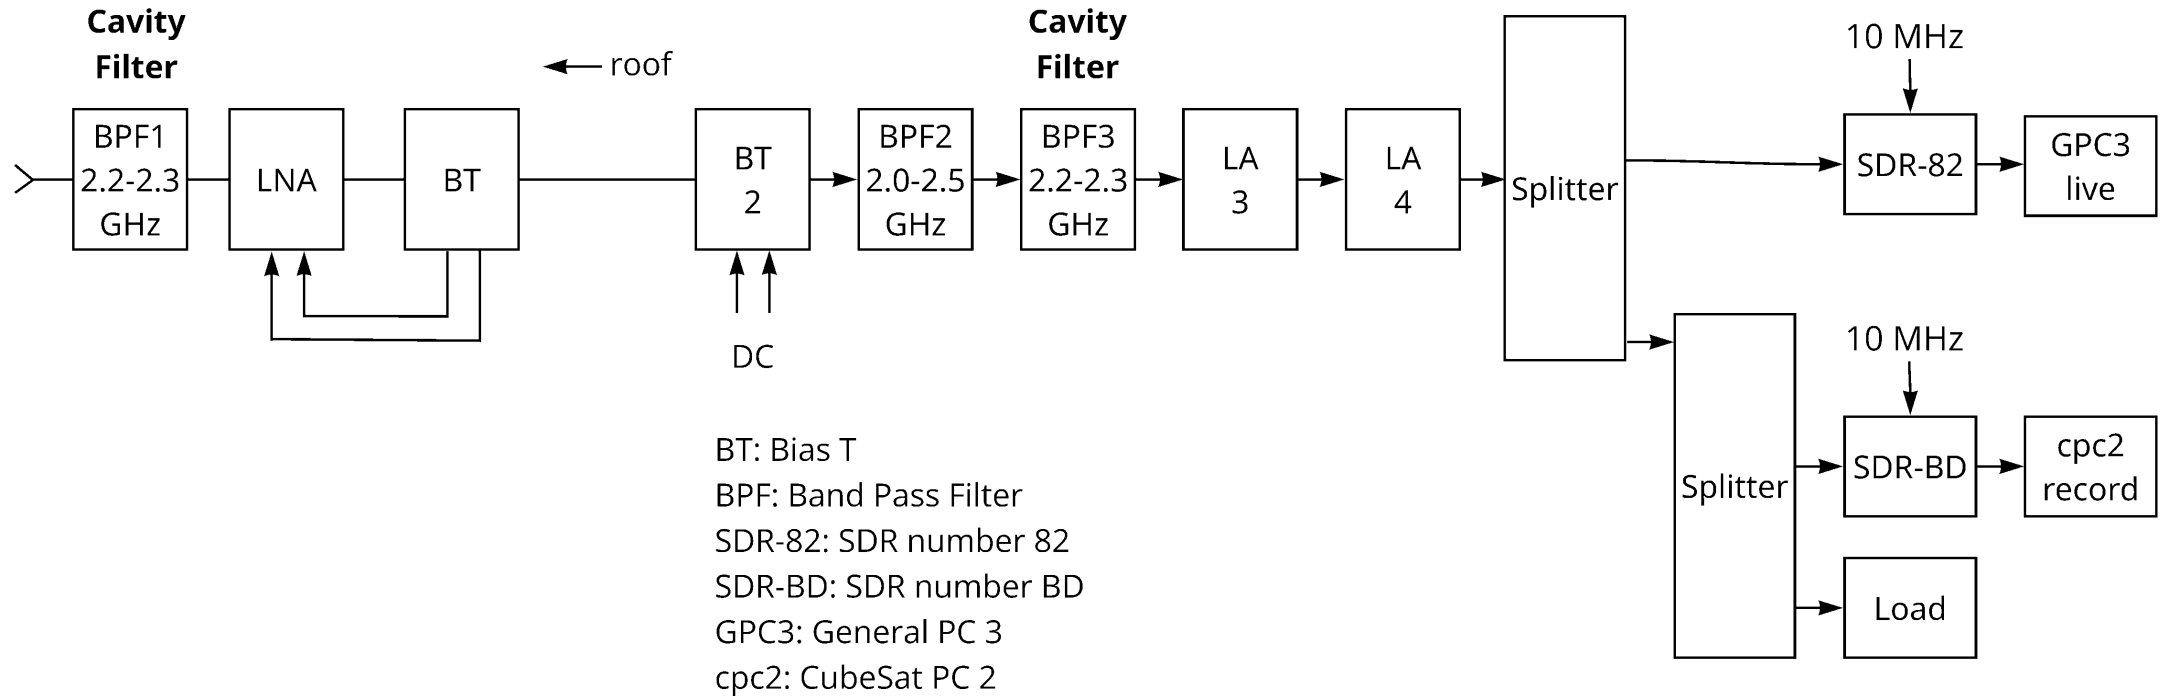 Cavity
Filter
Cavity
Filter
roof
10 MHz
BPF1
2.2-2.3
GHz
LNA
BT
BT
2
BPF2
2.0-2.5
GHz
BPF3
2.2-2.3
GHz
LA
3
LA
4
Splitter
SDR-82
GPC3
live
DC
10 MHz
Splitter
SDR-BD
cpc2
record
Load
BT: Bias T
BPF: Band Pass Filter
SDR-82: SDR number 82
SDR-BD: SDR number BD
GPC3: General PC 3
cpc2: CubeSat PC 2